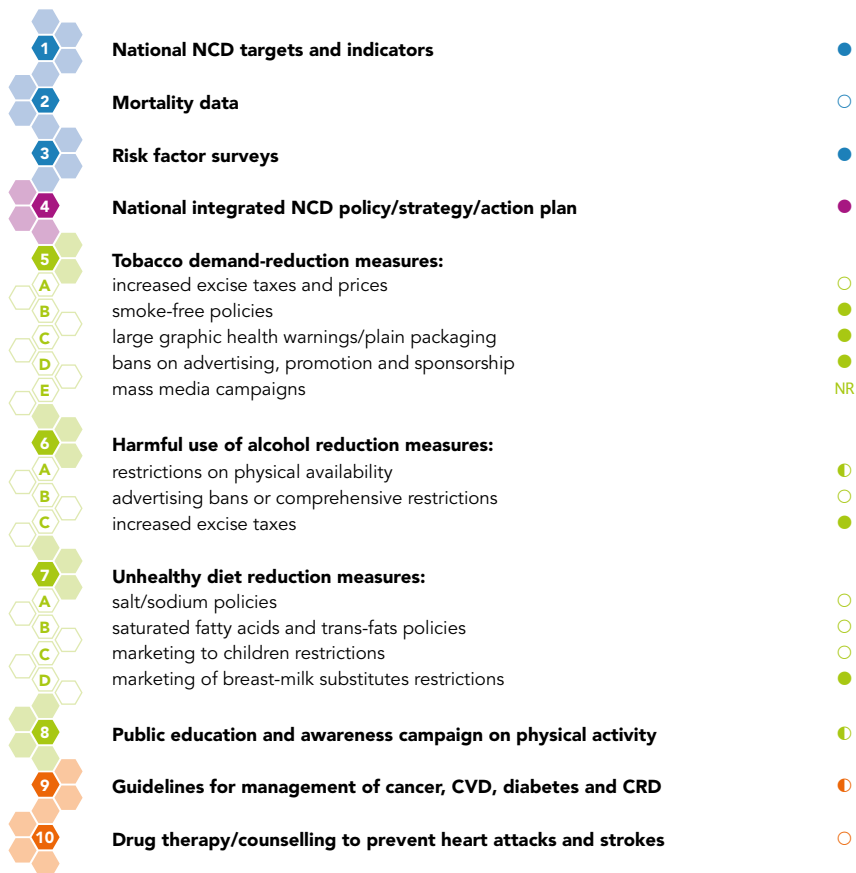 1 National NCD targets and indicators ●
2 Mortality data ○
3 Risk factor surveys ●
4 National integrated NCD policy/strategy/action plan ●
5 Tobacco demand-reduction measures:
A increased excise taxes and prices ○
B smoke-free policies ●
C large graphic health warnings/plain packaging ●
D bans on advertising, promotion and sponsorship ●
E mass media campaigns NR
6 Harmful use of alcohol reduction measures:
A restrictions on physical availability ◐
B advertising bans or comprehensive restrictions ○
C increased excise taxes ●
7 Unhealthy diet reduction measures:
A salt/sodium policies ○
B saturated fatty acids and trans-fats policies ○
C marketing to children restrictions ○
D marketing of breast-milk substitutes restrictions ●
8 Public education and awareness campaign on physical activity ◐
9 Guidelines for management of cancer, CVD, diabetes and CRD ◐
10 Drug therapy/counselling to prevent heart attacks and strokes ○